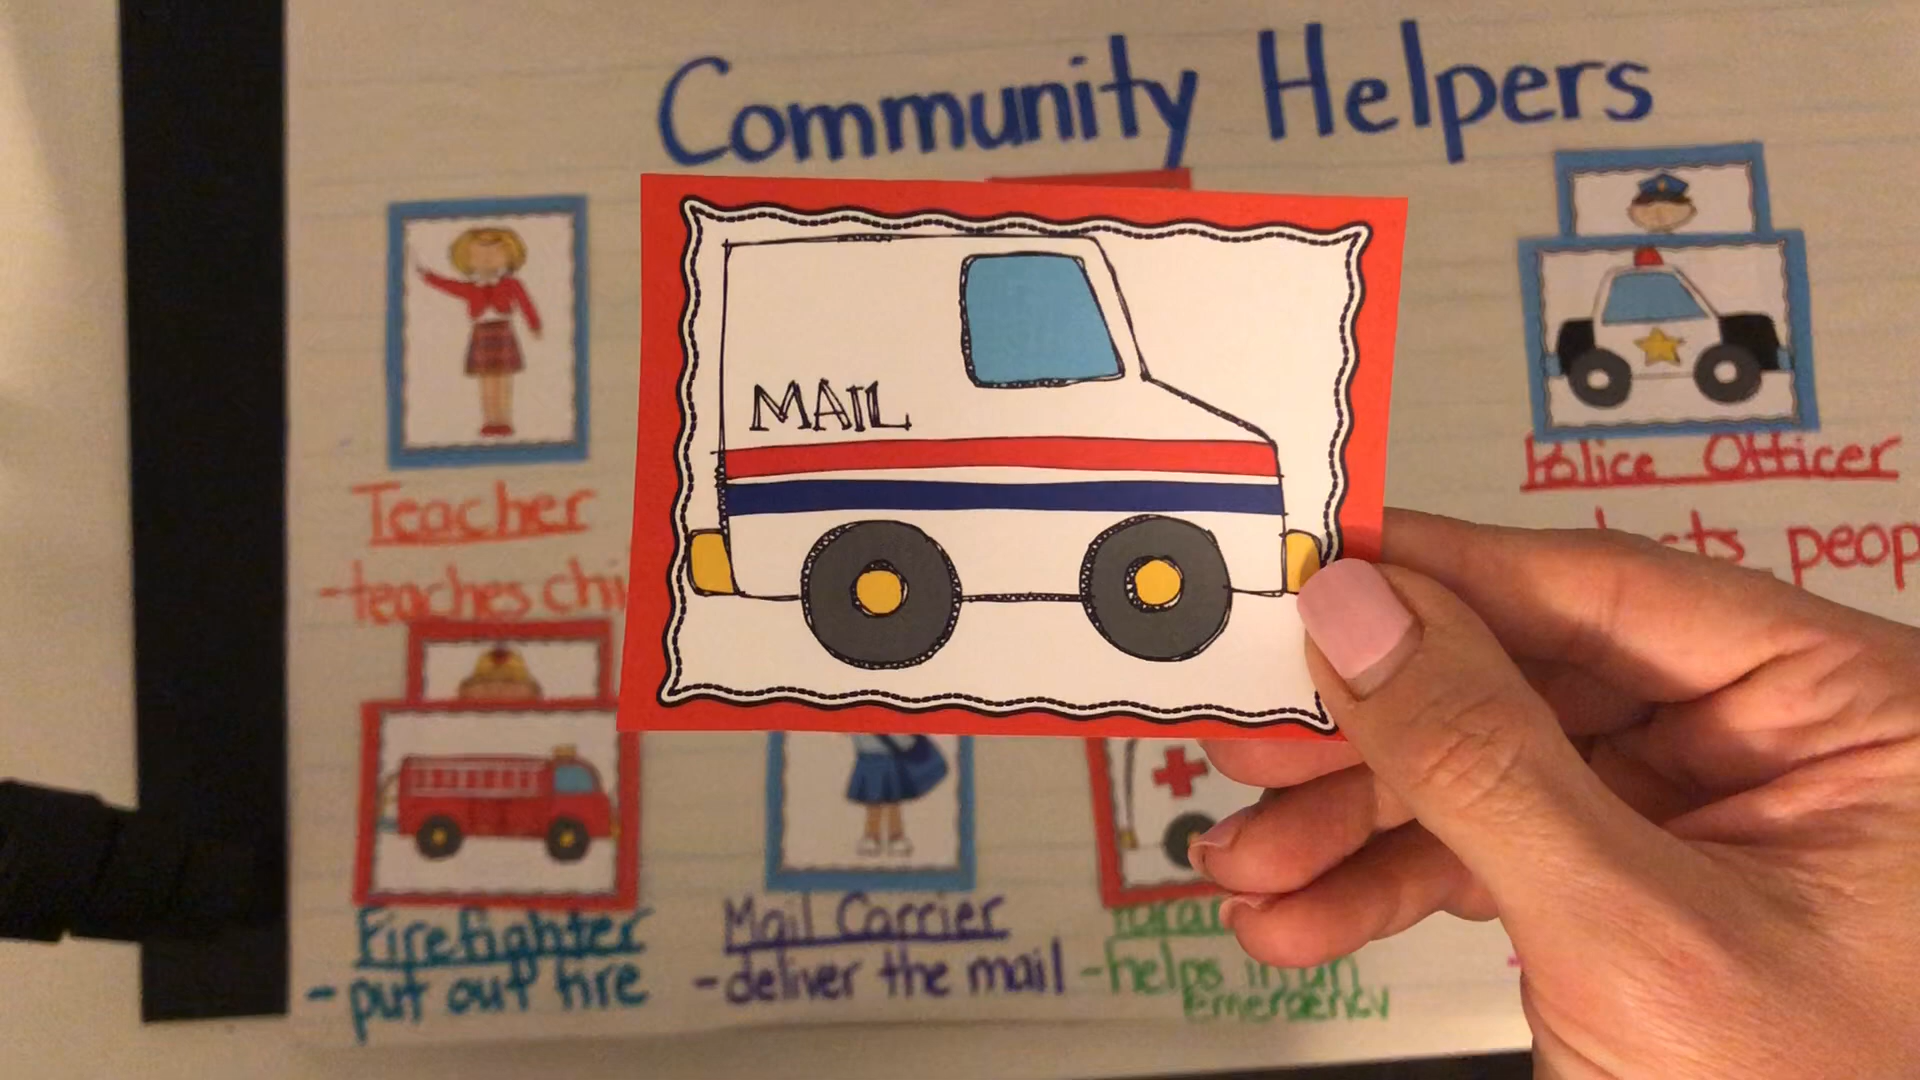 Community Helpers
MAIL
Teacher
-teaches chi
Police Officer
peop
Firefighter
-put out fire
Mail Carrier
-deliver the mail
-helps in an
Emergency